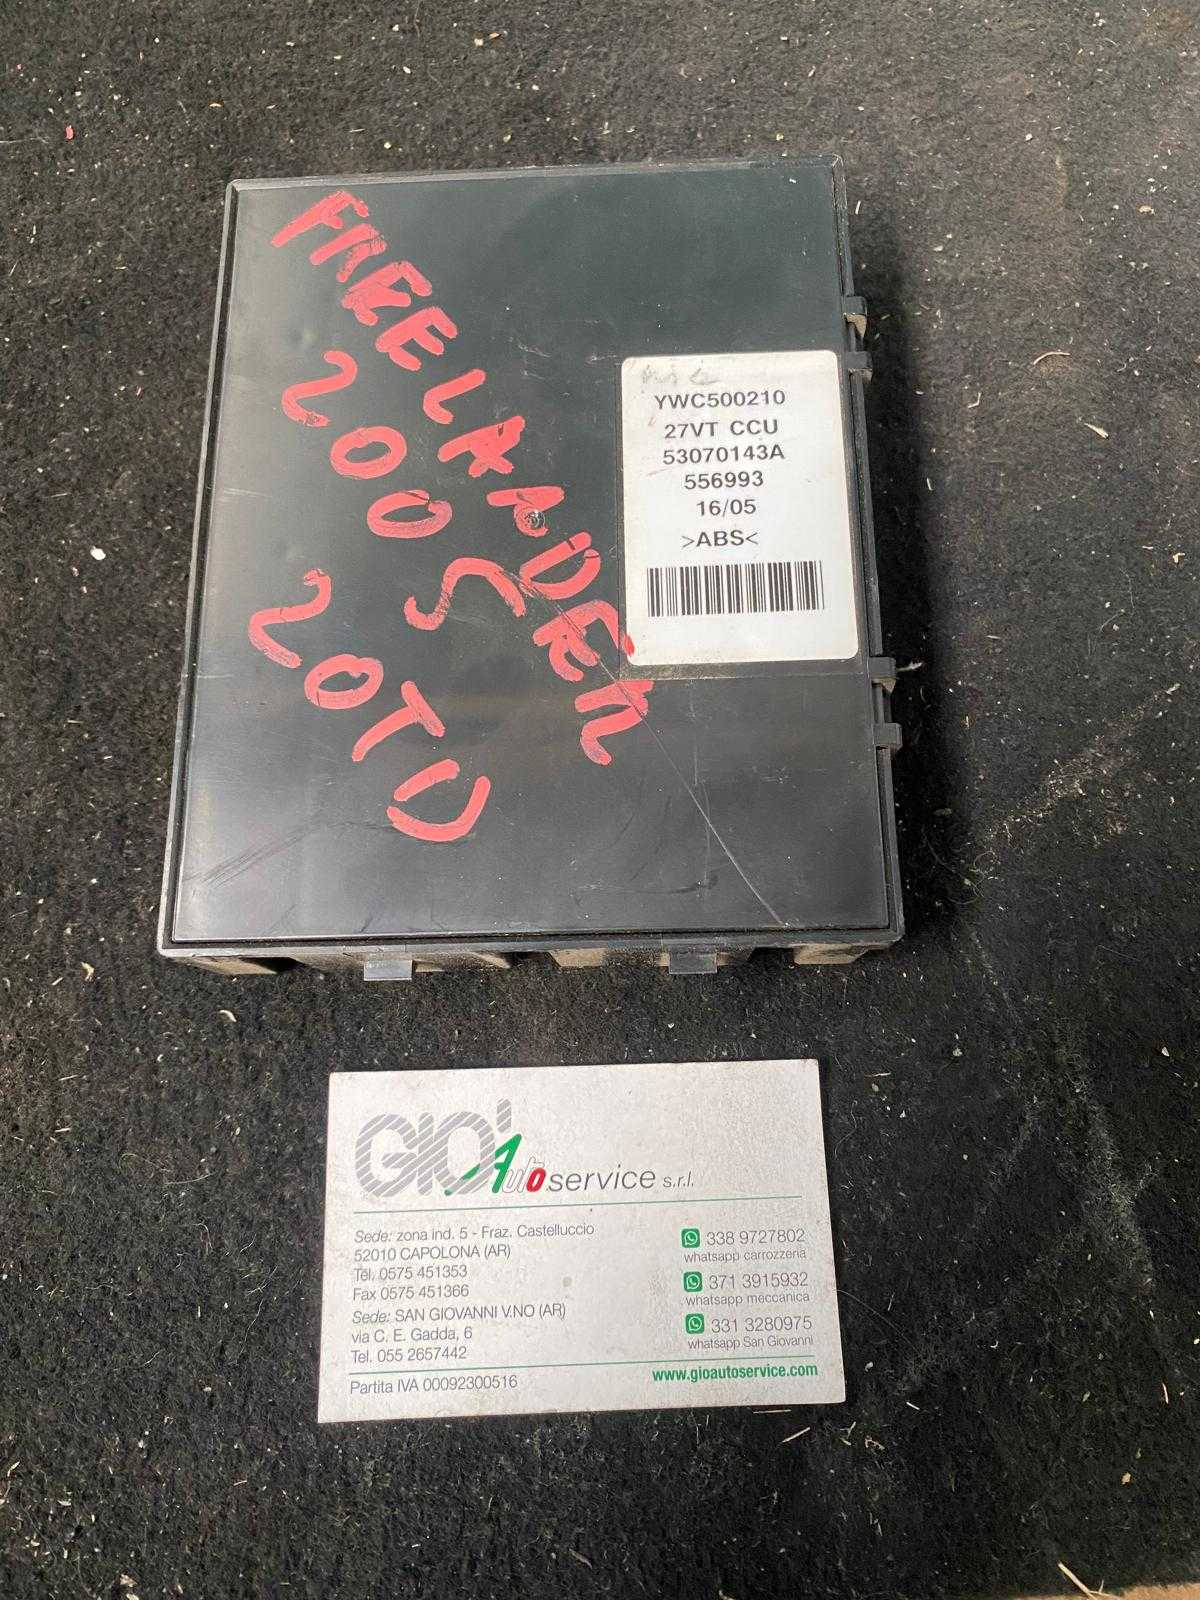 FREELANDER
2005
20TD
YWC500210
27VT CCU
53070143A
556993
16/05
>ABS<
GIO' Autoservice s.r.l.
Sede: zona ind. 5 - Fraz. Castelluccio
52010 CAPOLONA (AR)
Tel. 0575 451353
Fax 0575 451366
Sede: SAN GIOVANNI V.NO (AR)
via C. E. Gadda, 6
Tel. 055 2657442
Partita IVA 00092300516
338 9727802
whatsapp carrozzeria
371 3915932
whatsapp meccanica
331 3280975
whatsapp San Giovanni
www.gioautoservice.com